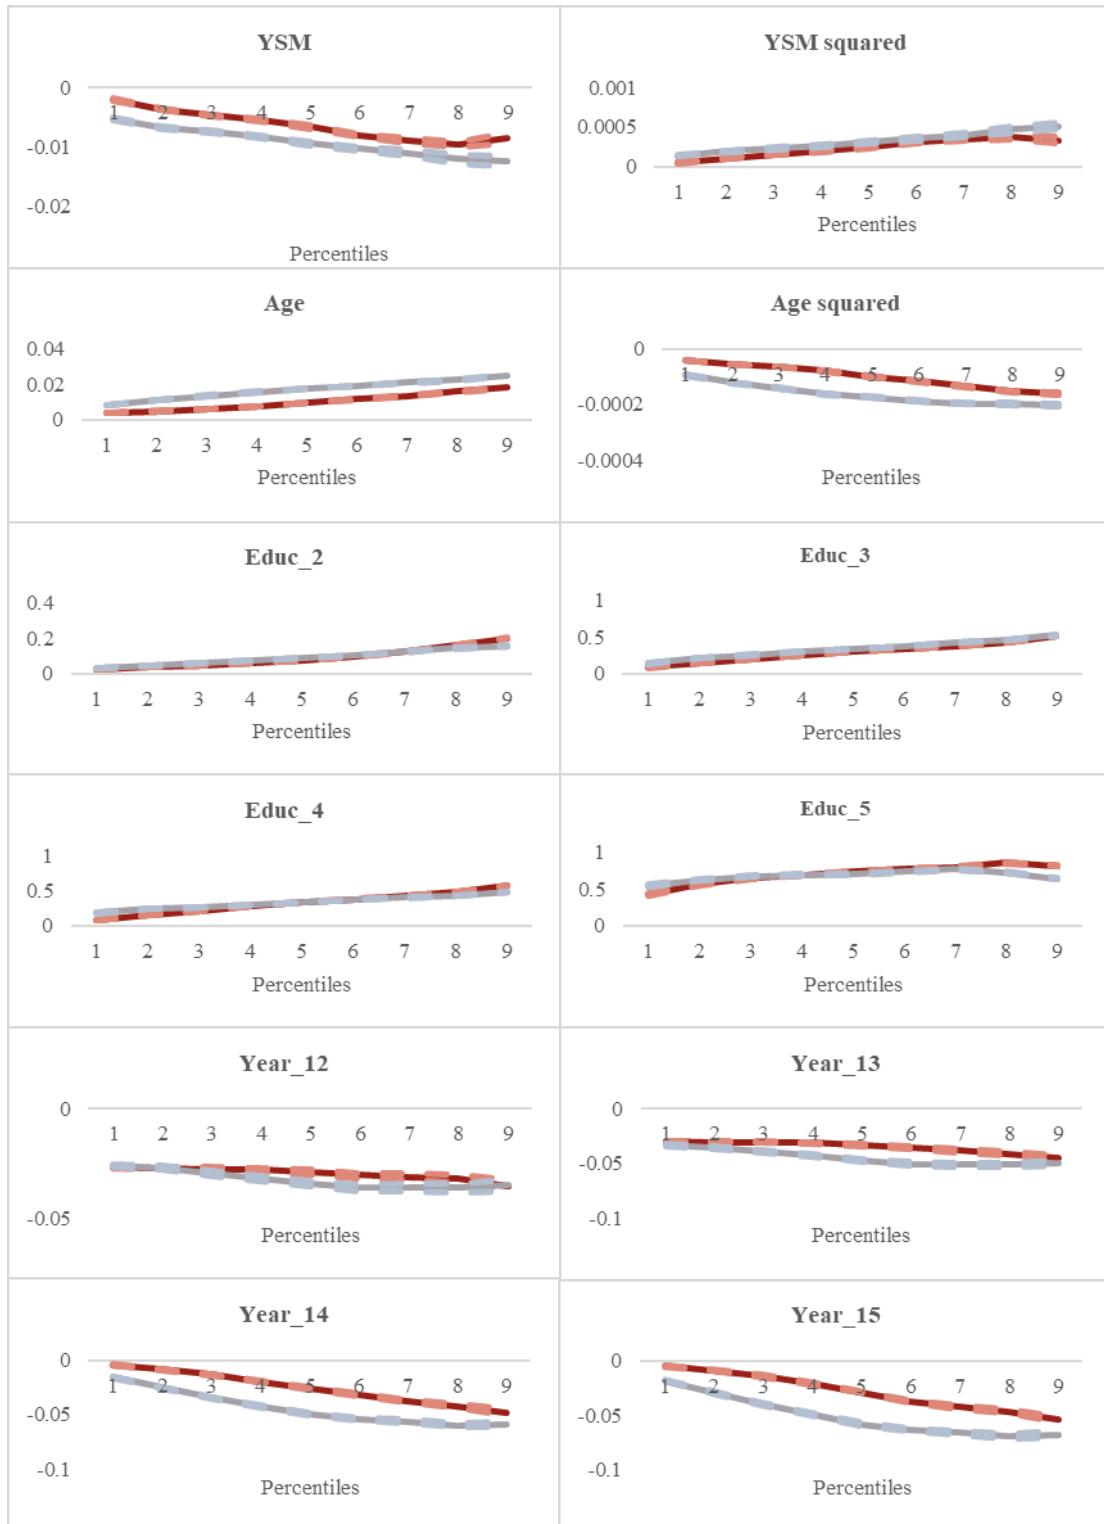 YSM
0
1 2 3 4 5 6 7 8 9
-0.01
-0.02
Percentiles
YSM squared
0.001
0.0005
0
1 2 3 4 5 6 7 8 9
Percentiles
Age
0.04
0.02
0
1 2 3 4 5 6 7 8 9
Percentiles
Age squared
0
1 2 3 4 5 6 7 8 9
-0.0002
-0.0004
Percentiles
Educ_2
0.4
0.2
0
1 2 3 4 5 6 7 8 9
Percentiles
Educ_3
1
0.5
0
1 2 3 4 5 6 7 8 9
Percentiles
Educ_4
1
0.5
0
1 2 3 4 5 6 7 8 9
Percentiles
Educ_5
1
0.5
0
1 2 3 4 5 6 7 8 9
Percentiles
Year_12
0
1 2 3 4 5 6 7 8 9
-0.05
Percentiles
Year_13
0
1 2 3 4 5 6 7 8 9
-0.05
-0.1
Percentiles
Year_14
0
1 2 3 4 5 6 7 8 9
-0.05
-0.1
Percentiles
Year_15
0
1 2 3 4 5 6 7 8 9
-0.05
-0.1
Percentiles